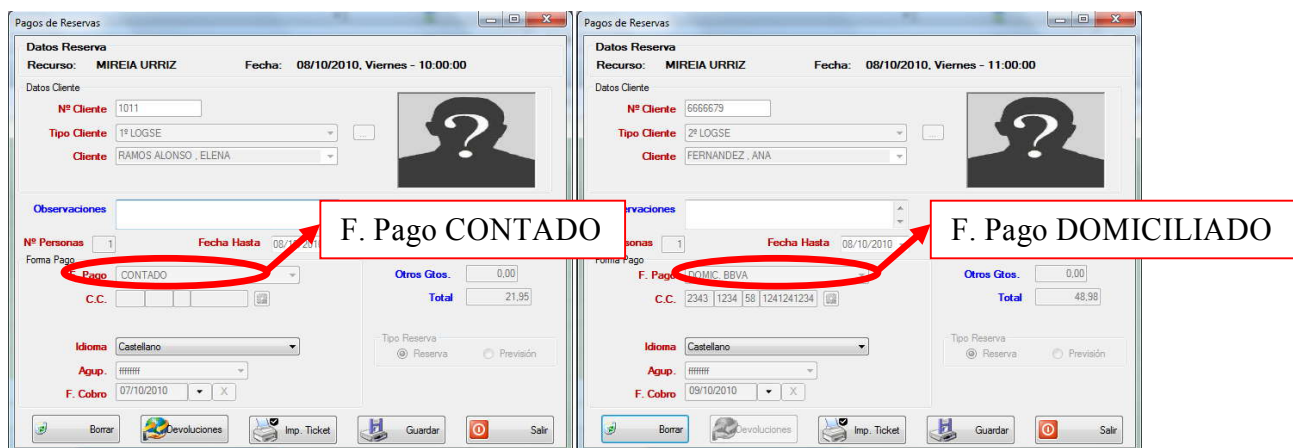 Pagos de Reservas
Datos Reserva
Recurso: MIREIA URRIZ Fecha: 08/10/2010, Viernes - 10:00:00
Datos Cliente
Nº Cliente 1011
Tipo Cliente 1º LOGSE ...
Cliente RAMOS ALONSO , ELENA
Observaciones
F. Pago CONTADO
Nº Personas 1 Fecha Hasta
Forma Pago
F. Pago CONTADO Otros Gtos. 0,00
C.C. Total 21,95
Tipo Reserva
Idioma Castellano Reserva Previsión
Agup. ffffffff
F. Cobro 07/10/2010 X
Borrar Devoluciones Imp. Ticket Guardar Salir
Pagos de Reservas
Datos Reserva
Recurso: MIREIA URRIZ Fecha: 08/10/2010, Viernes - 11:00:00
Datos Cliente
Nº Cliente 6666679
Tipo Cliente 2º LOGSE ...
Cliente FERNANDEZ , ANA
ervaciones
F. Pago DOMICILIADO
sonas 1 Fecha Hasta 08/10/2010
Forma Pago
F. Pago DOMIC. BBVA Otros Gtos. 0,00
C.C. 2343 1234 58 1241241234 Total 48,98
Tipo Reserva
Idioma Castellano Reserva Previsión
Agup. ffffffff
F. Cobro 09/10/2010 X
Borrar Devoluciones Imp. Ticket Guardar Salir